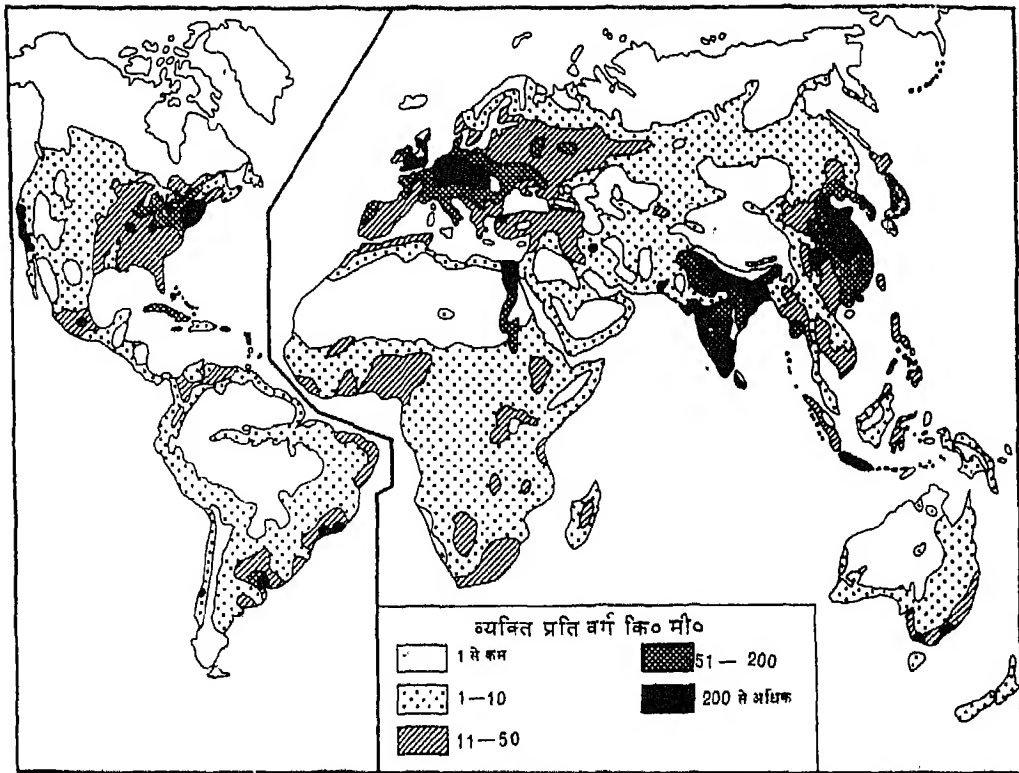 व्यक्ति प्रति वर्ग कि० मी०
1 से कम
1—10
11—50
51— 200
200 से अधिक